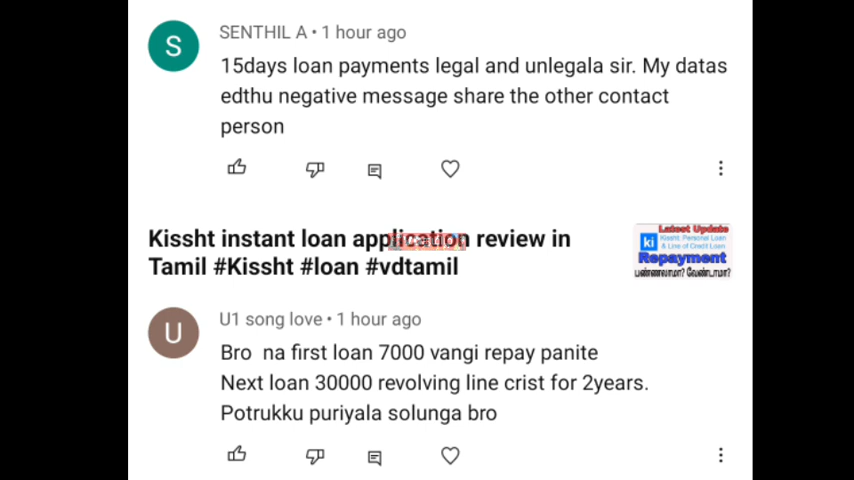 SENTHIL A • 1 hour ago
S
15days loan payments legal and unlegala sir. My datas
edthu negative message share the other contact
person
Kissht instant loan application review in
Tamil #Kissht #loan #vdtamil
Latest Update
ki
Kissht, Personal Loan
& Line of Credit Loan
Repayment
பண்ணலாமா? வேண்டாமா?
U1 song love • 1 hour ago
U
Bro na first loan 7000 vangi repay panite
Next loan 30000 revolving line crist for 2years.
Potrukku puriyala solunga bro